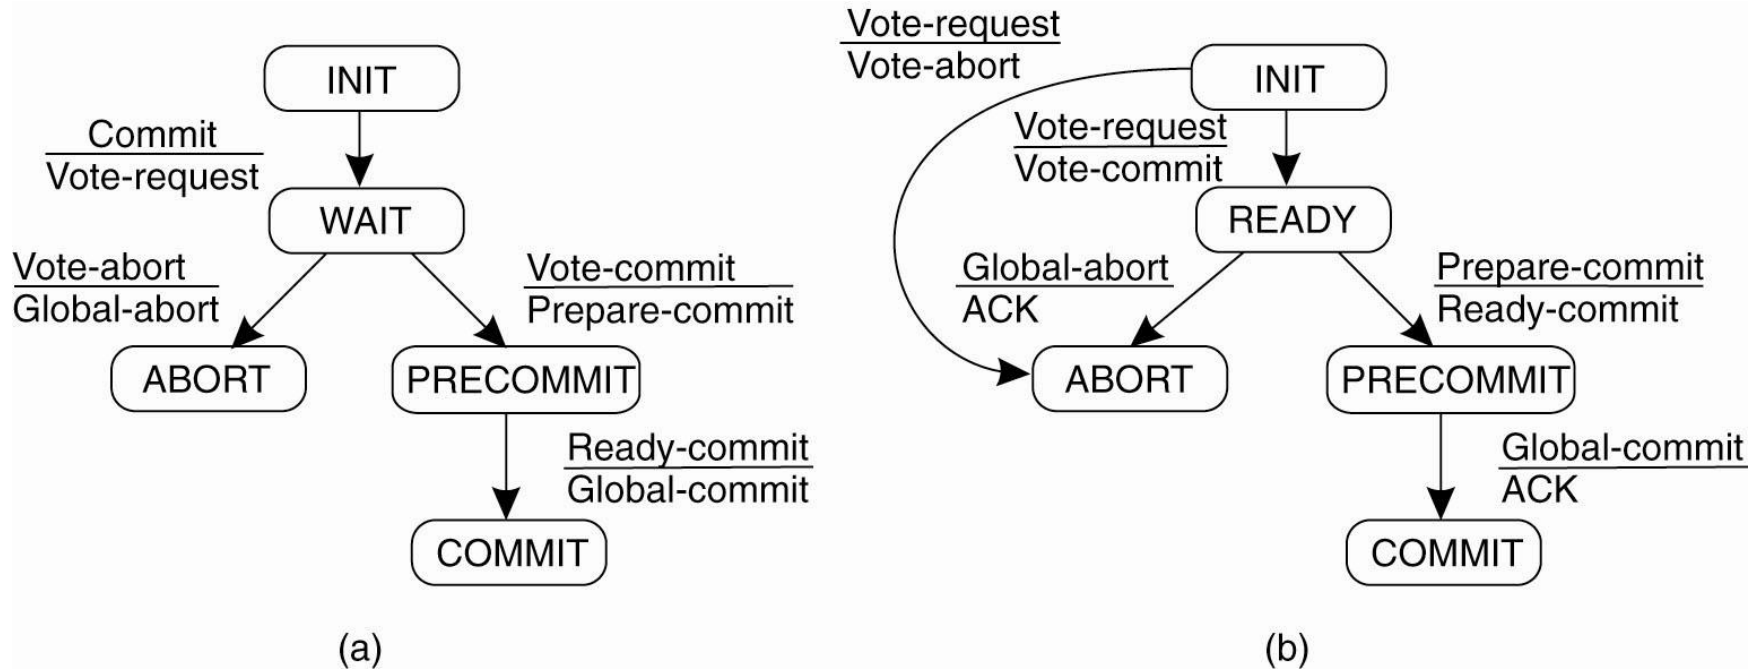 INIT
Commit
Vote-request
WAIT
Vote-abort
Global-abort
Vote-commit
Prepare-commit
ABORT
PRECOMMIT
Ready-commit
Global-commit
COMMIT
(a)
Vote-request
Vote-abort
INIT
Vote-request
Vote-commit
READY
Global-abort
ACK
Prepare-commit
Ready-commit
ABORT
PRECOMMIT
Global-commit
ACK
COMMIT
(b)